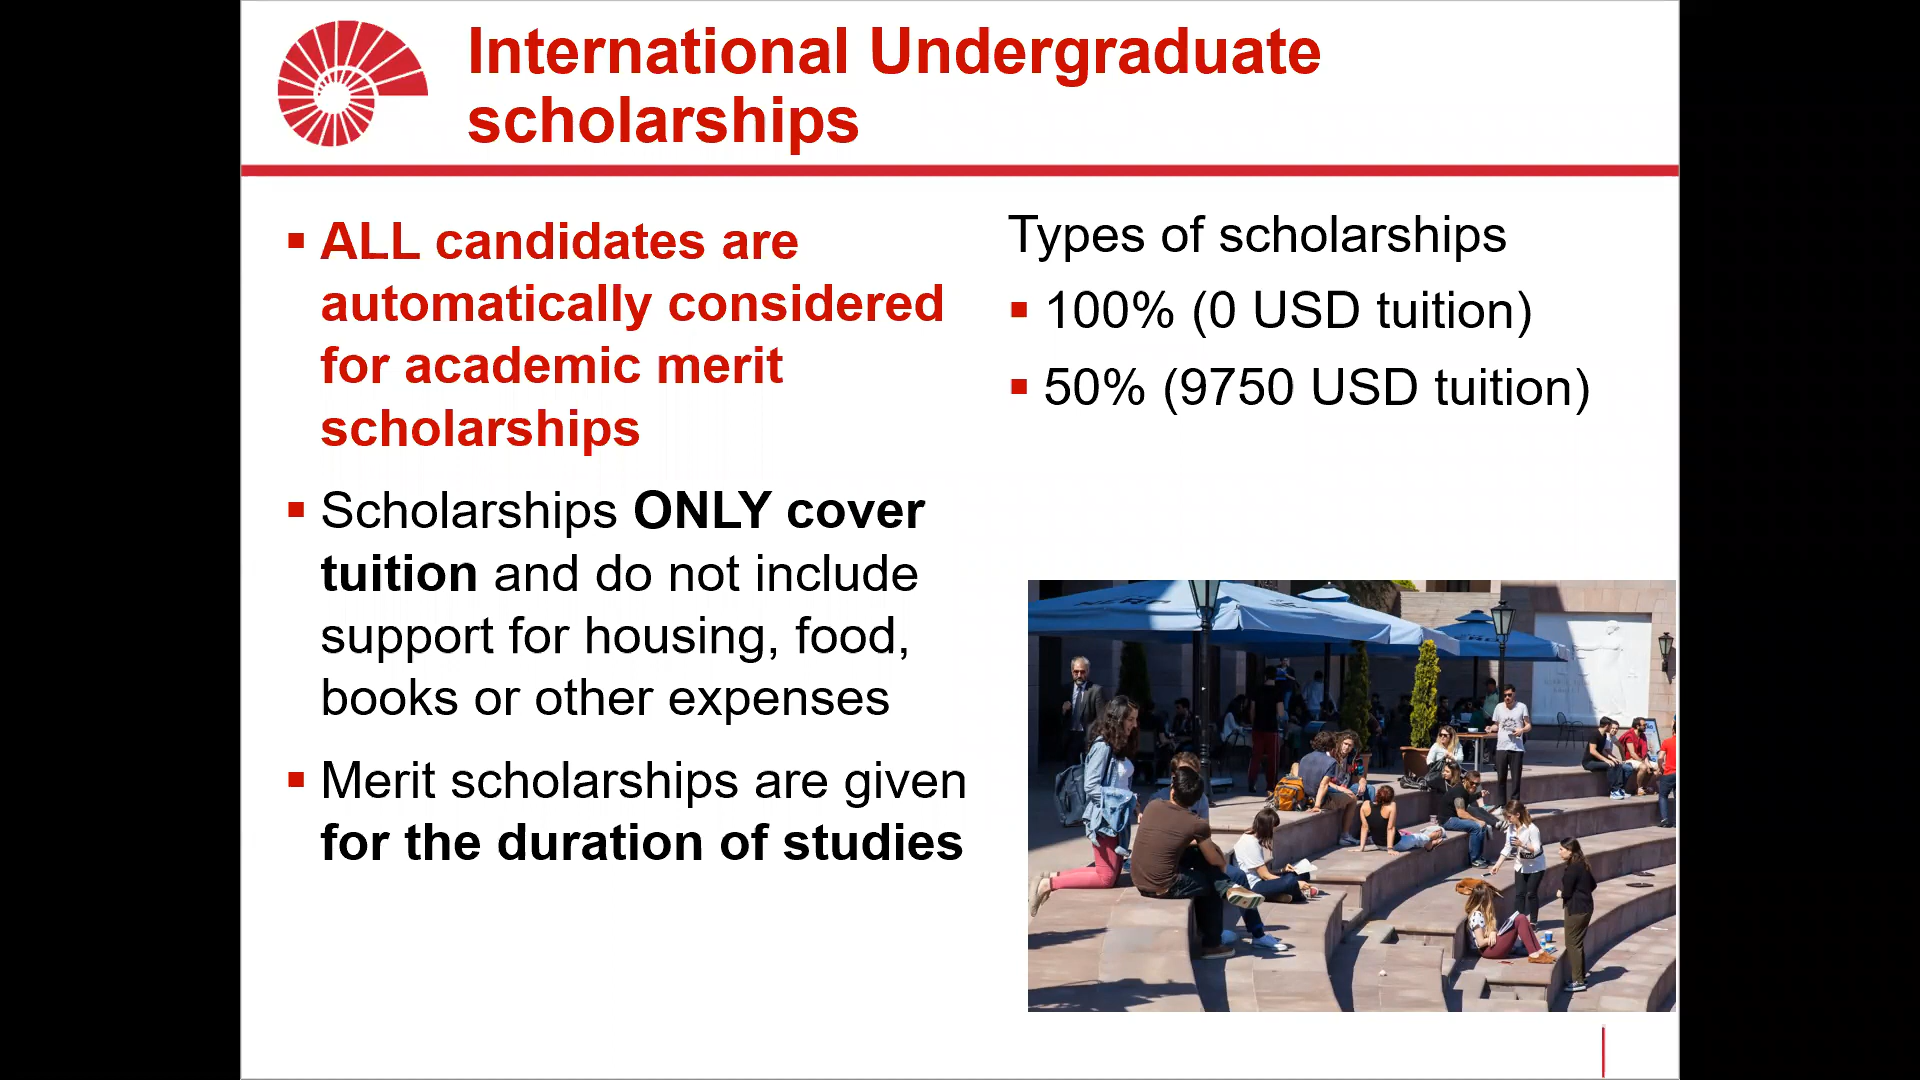 International Undergraduate
scholarships
ALL candidates are
automatically considered
for academic merit
scholarships
Scholarships ONLY cover
tuition and do not include
support for housing, food,
books or other expenses
Merit scholarships are given
for the duration of studies
Types of scholarships
100% (0 USD tuition)
50% (9750 USD tuition)